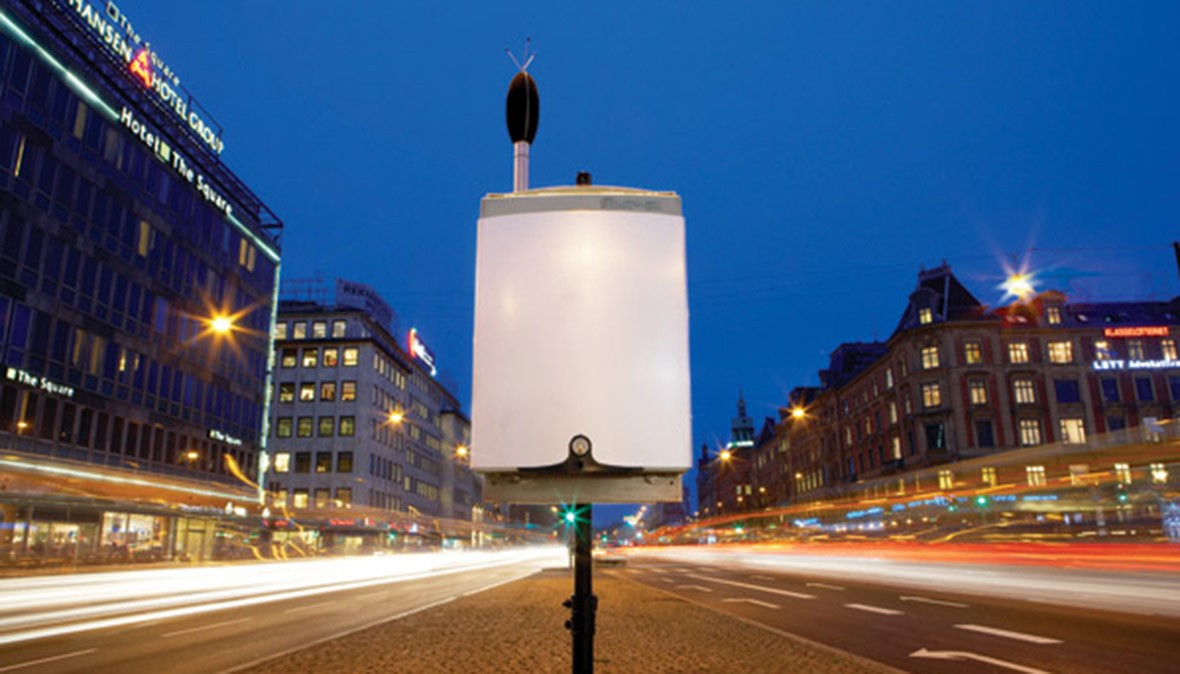 The Square
HANSEN HOTEL GROUP
Hotel The Square
The Square
The Square
KLASSELOTTERIET
LETT Advokatfirma